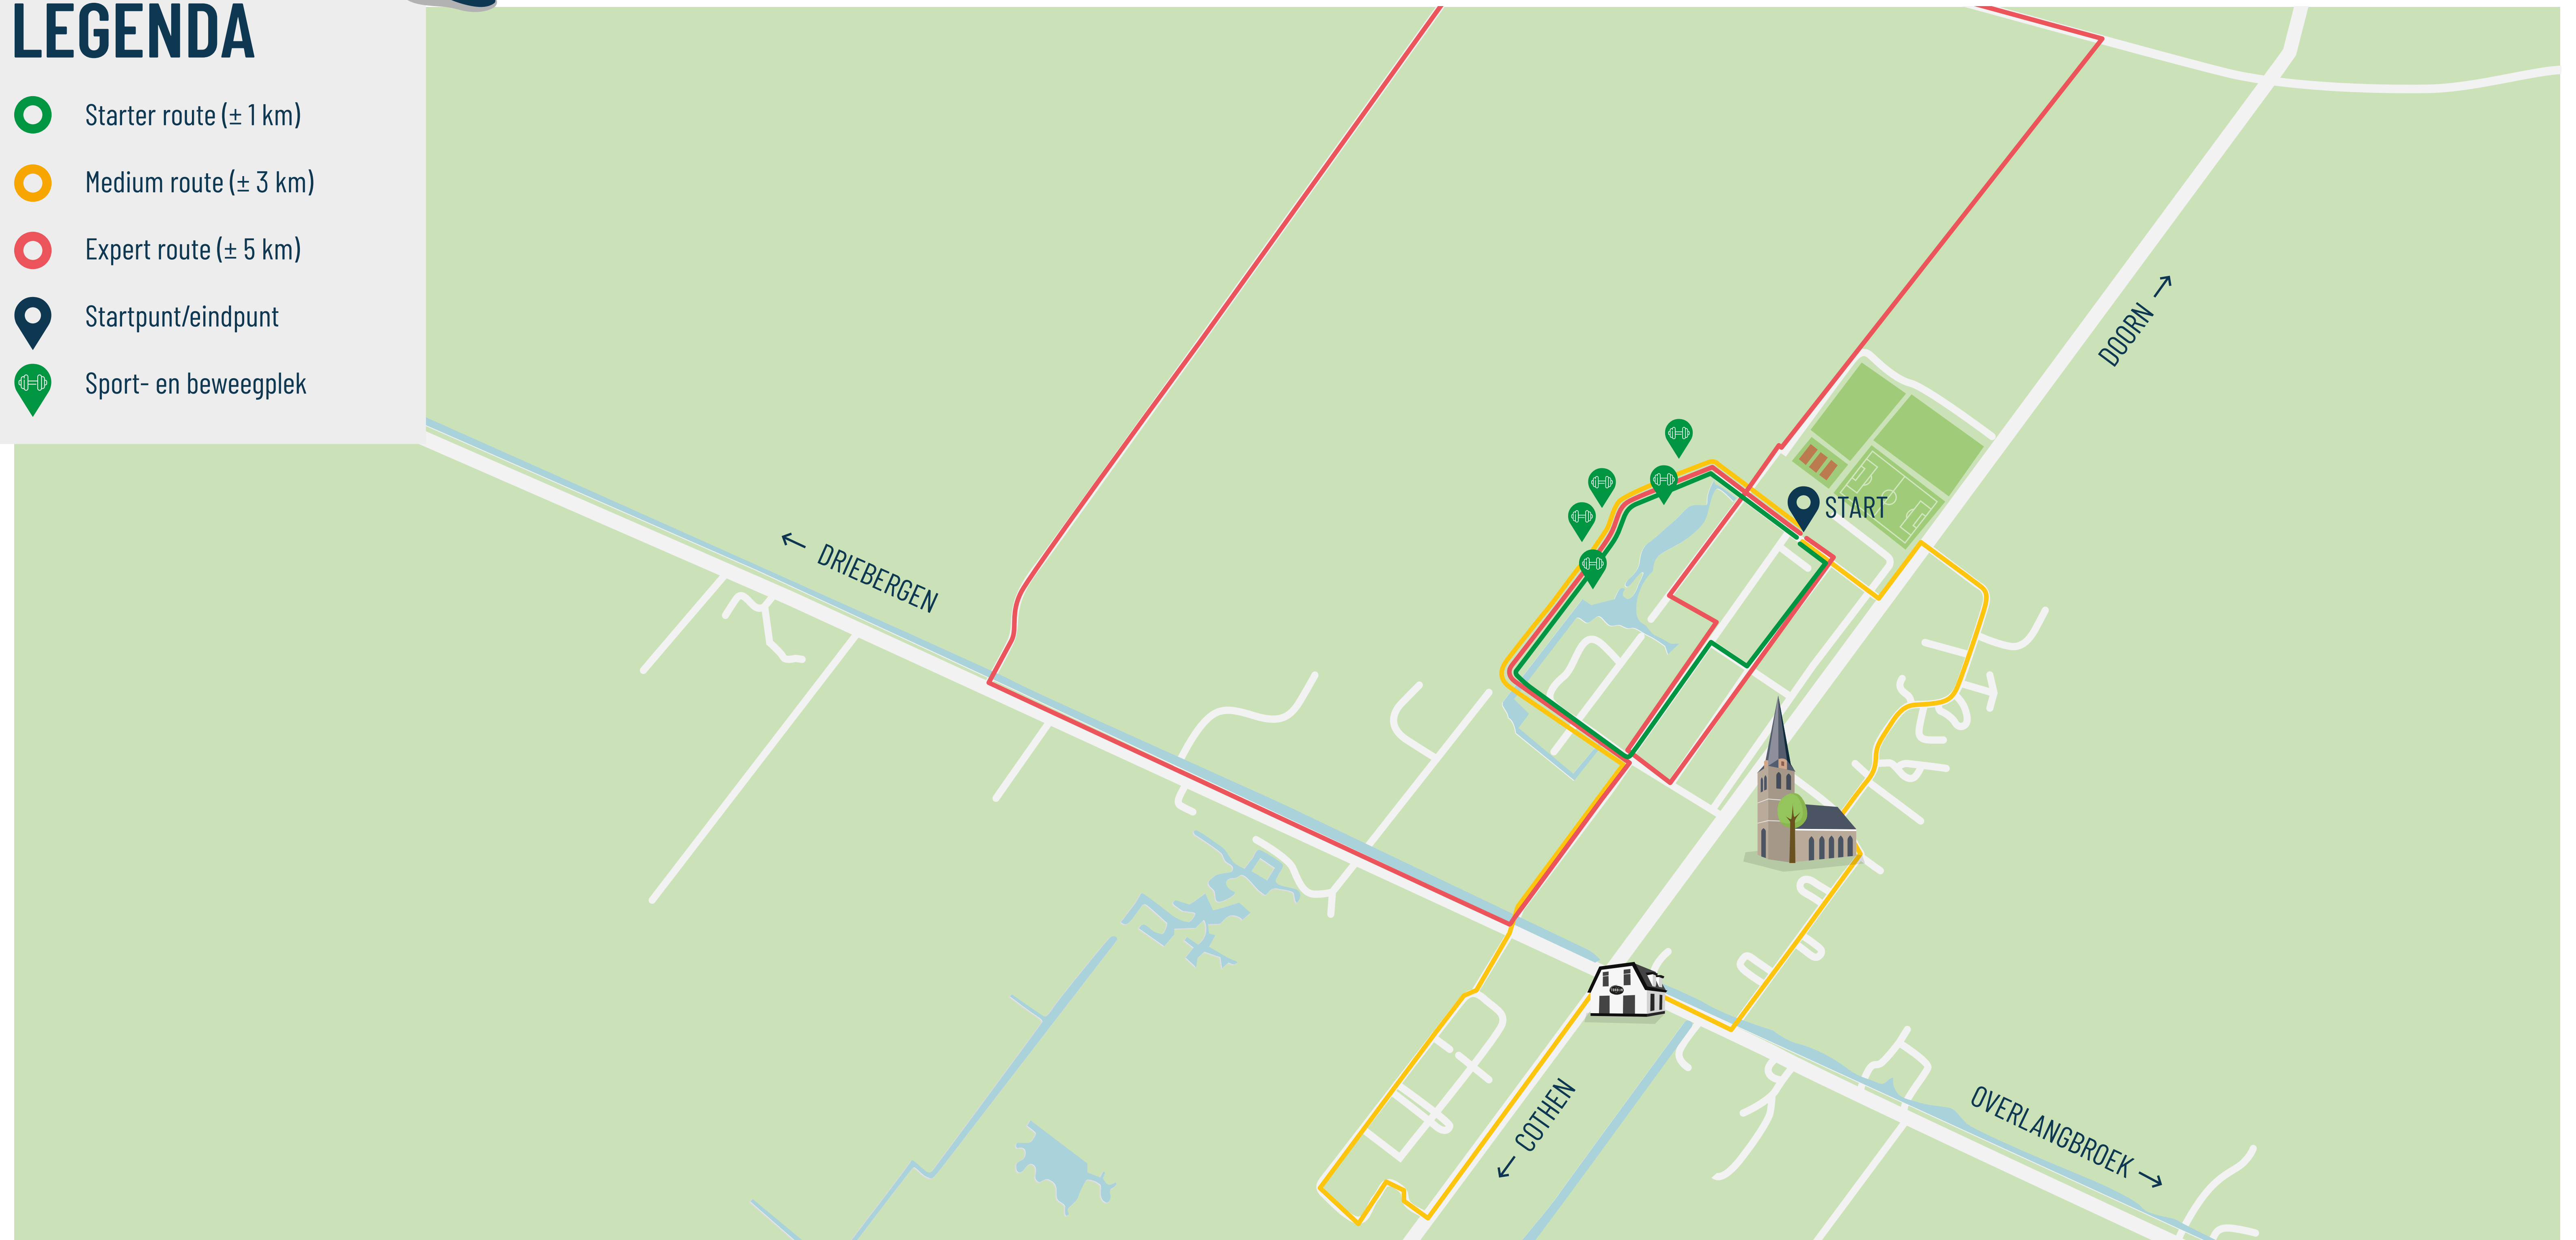 LEGENDA
Starter route (± 1 km)
Medium route (± 3 km)
Expert route (± 5 km)
Startpunt/eindpunt
Sport- en beweegplek
DOORN →
START
← DRIEBERGEN
← COTHEN
OVERLANGBROEK →